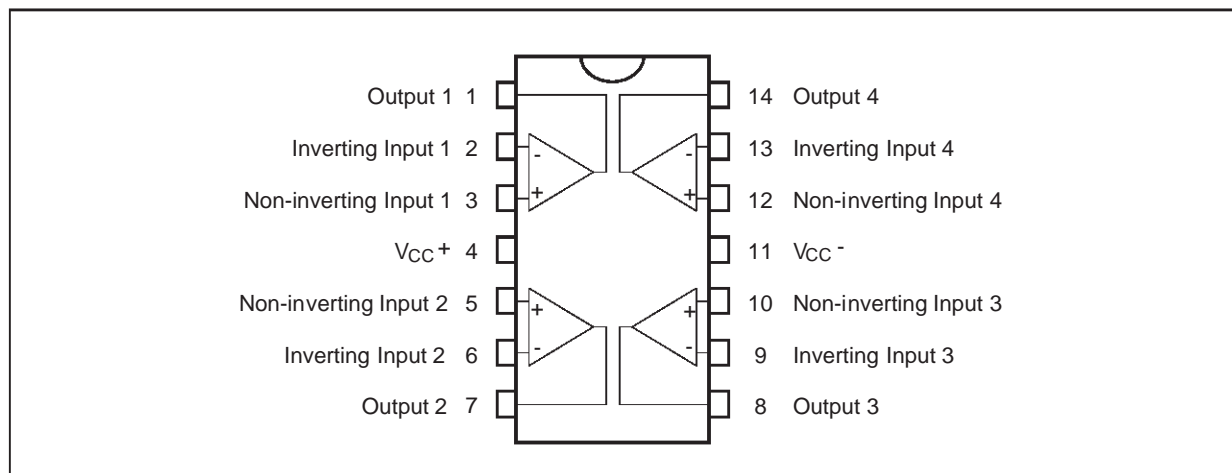 Output 1 1 14 Output 4
- -
Inverting Input 1 2 13 Inverting Input 4
+ +
Non-inverting Input 1 3 12 Non-inverting Input 4
VCC+ 4 11 VCC-
Non-inverting Input 2 5 10 Non-inverting Input 3
+ +
- -
Inverting Input 2 6 9 Inverting Input 3
Output 2 7 8 Output 3